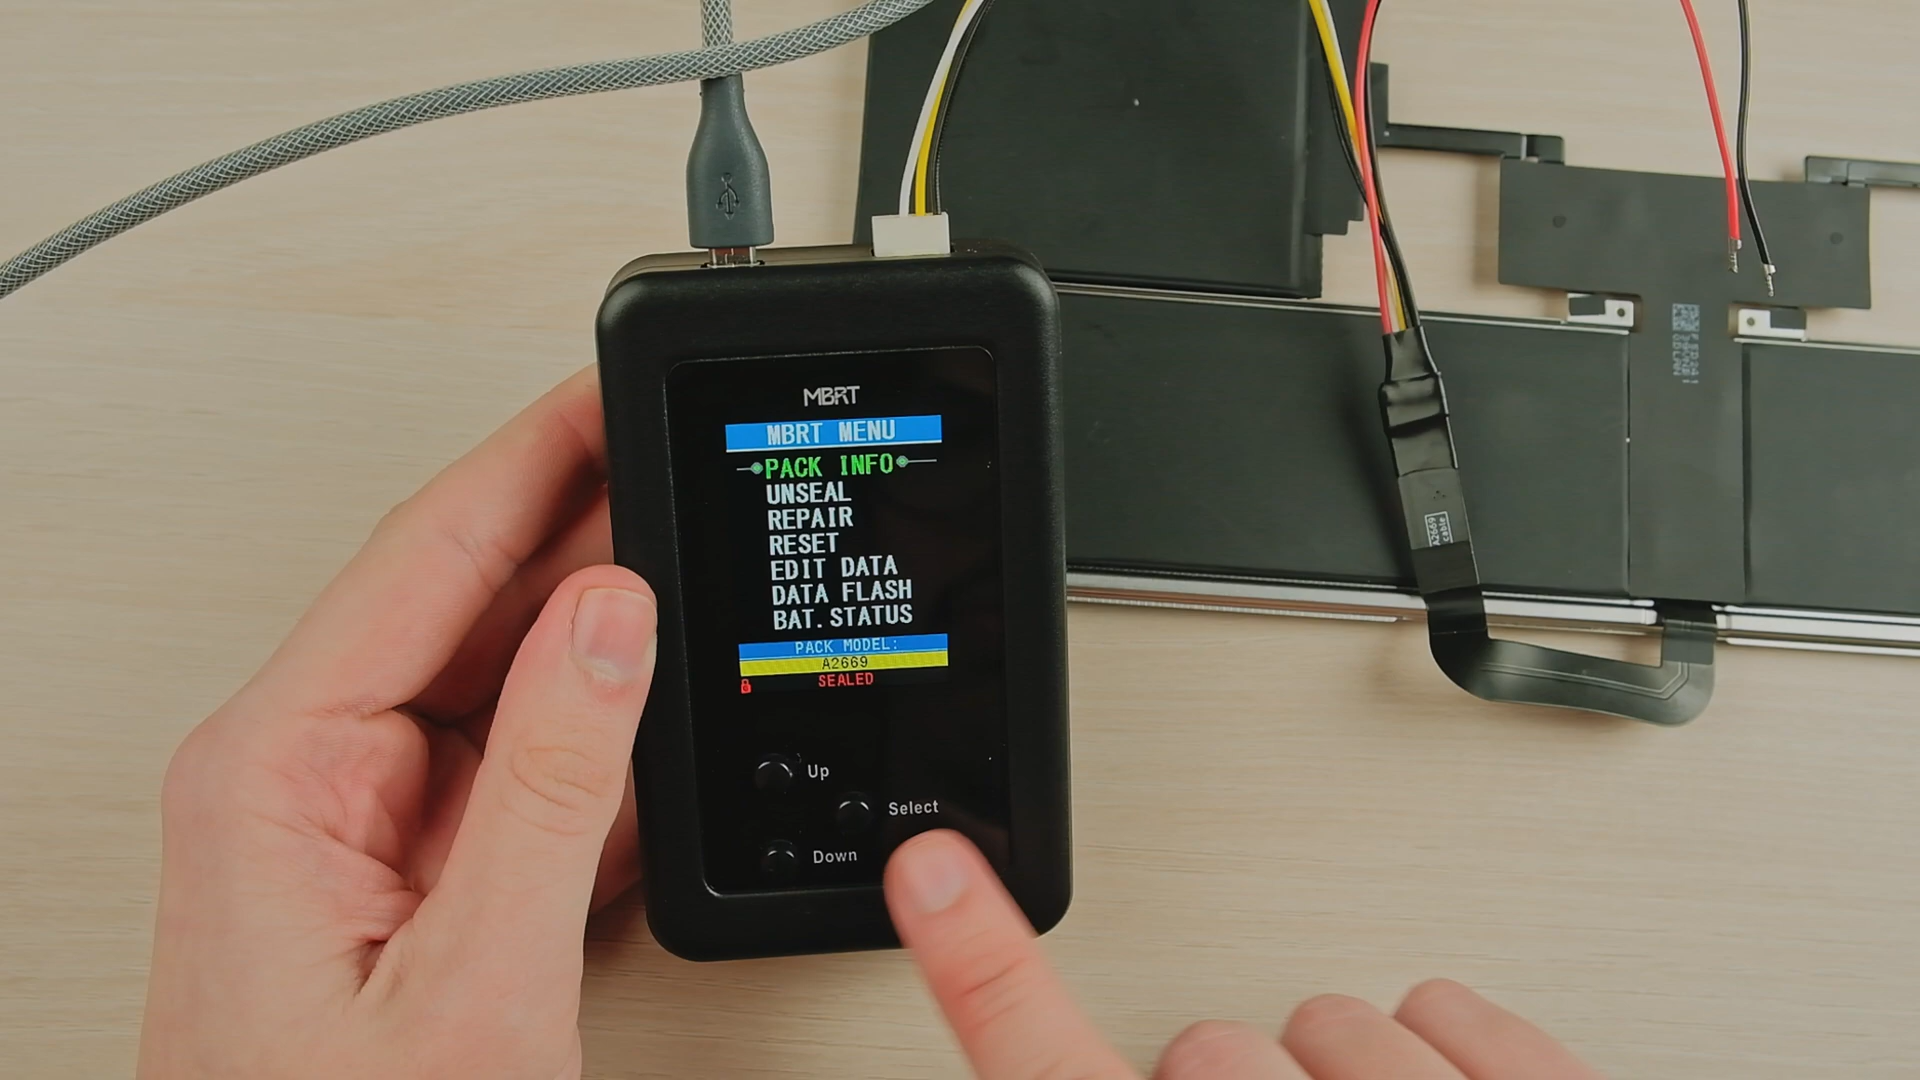 MBRT
MBRT MENU
PACK INFO
UNSEAL
REPAIR
RESET
EDIT DATA
DATA FLASH
BAT.STATUS
PACK MODEL:
A2669
SEALED
Up
Select
Down
A2669
cable